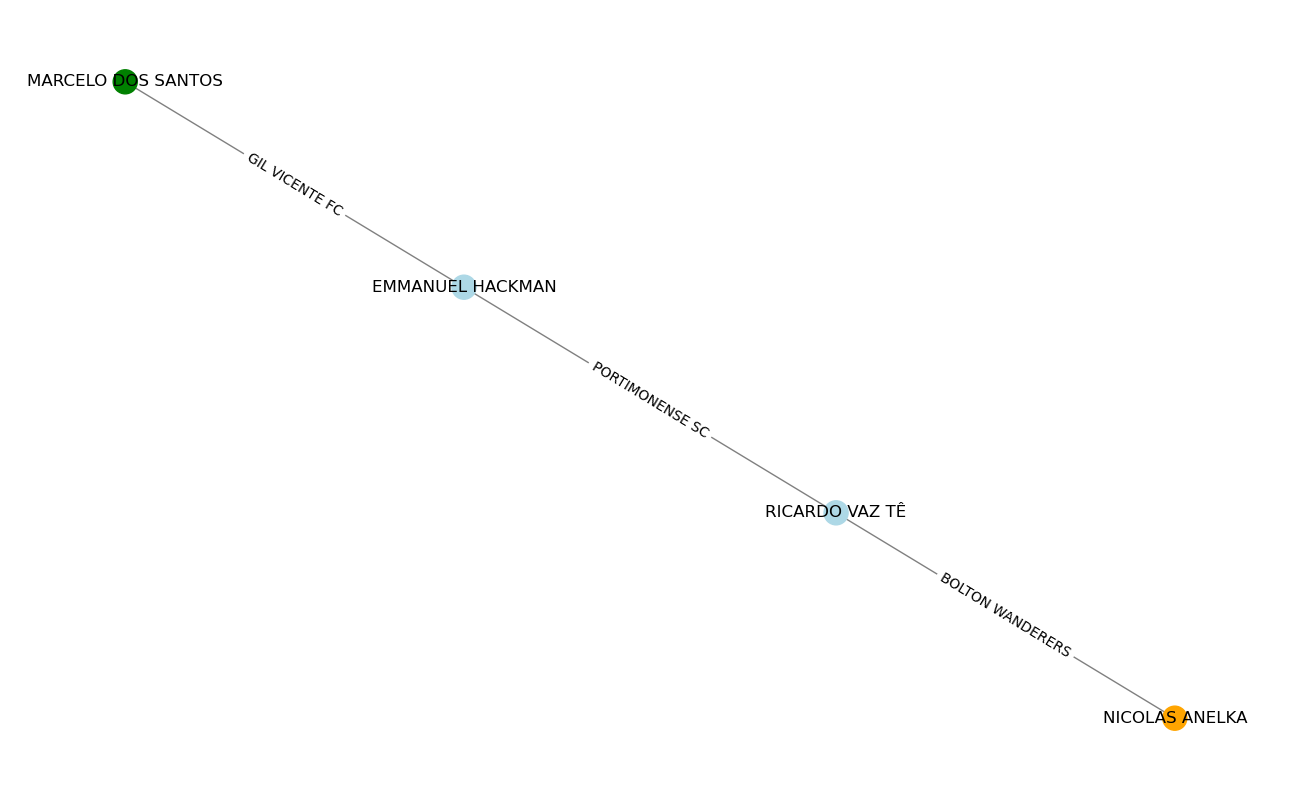 MARCELO DOS SANTOS
GIL VICENTE FC
EMMANUEL HACKMAN
PORTIMONENSE SC
RICARDO VAZ TÊ
BOLTON WANDERERS
NICOLAS ANELKA